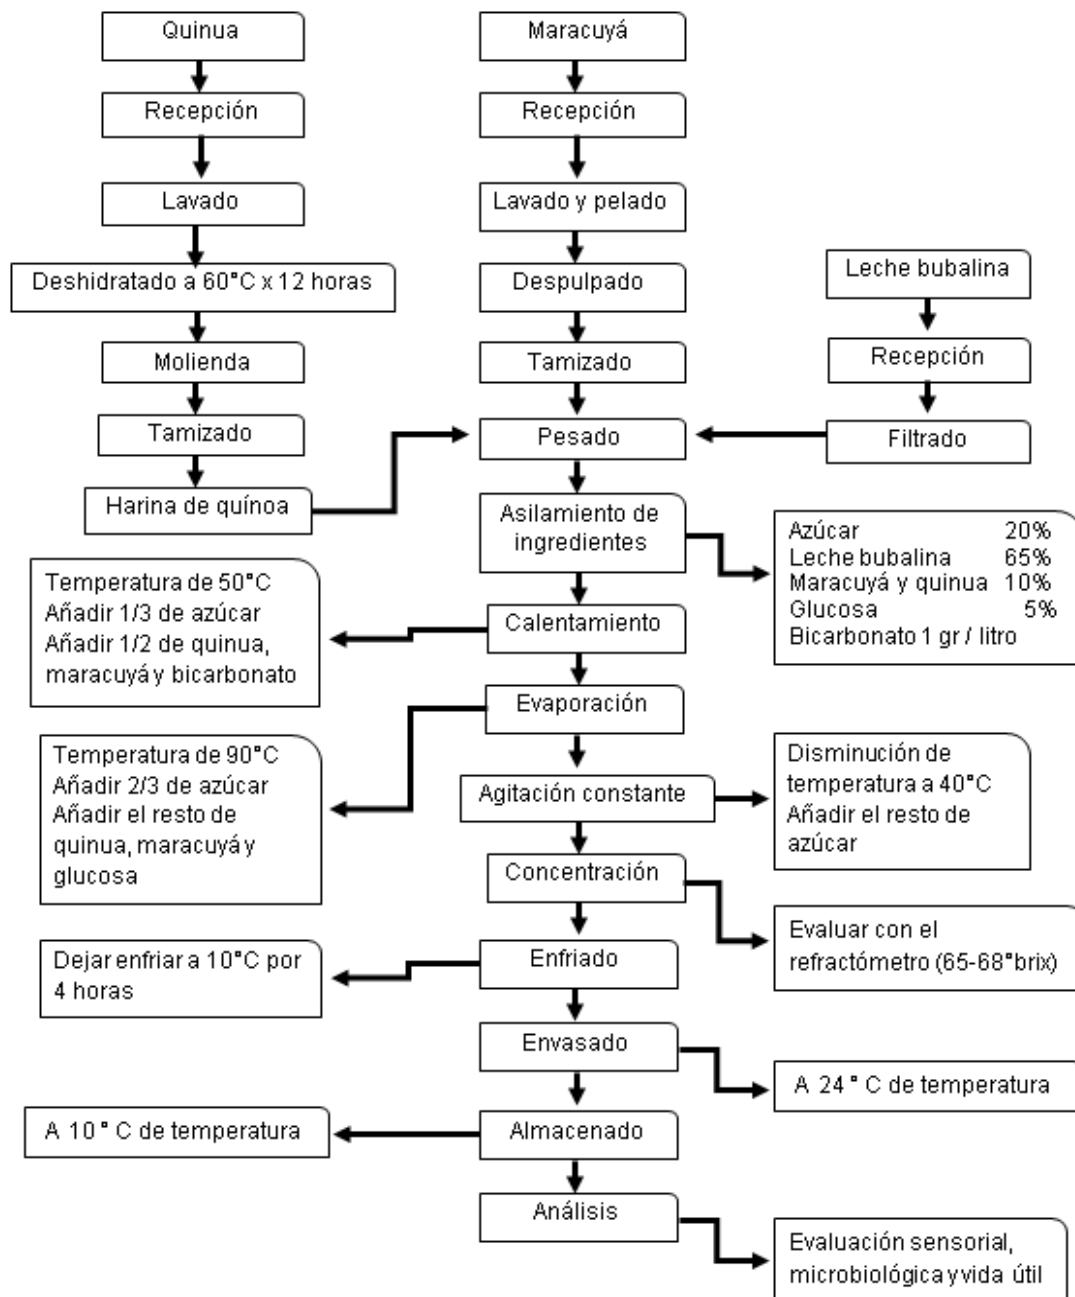 Quinua
Recepción
Lavado
Deshidratado a 60°C x 12 horas
Molienda
Tamizado
Harina de quínoa
Maracuyá
Recepción
Lavado y pelado
Despulpado
Tamizado
Leche bubalina
Recepción
Filtrado
Pesado
Asilamiento de
ingredientes
Azúcar 20%
Leche bubalina 65%
Maracuyá y quinua 10%
Glucosa 5%
Bicarbonato 1 gr / litro
Calentamiento
Temperatura de 50°C
Añadir 1/3 de azúcar
Añadir 1/2 de quinua,
maracuyá y bicarbonato
Evaporación
Temperatura de 90°C
Añadir 2/3 de azúcar
Añadir el resto de
quinua, maracuyá y
glucosa
Agitación constante
Disminución de
temperatura a 40°C
Añadir el resto de
azúcar
Concentración
Evaluar con el
refractómetro (65-68°brix)
Enfriado
Dejar enfriar a 10°C por
4 horas
Envasado
A 24 ° C de temperatura
Almacenado
A 10 ° C de temperatura
Análisis
Evaluación sensorial,
microbiológica y vida útil